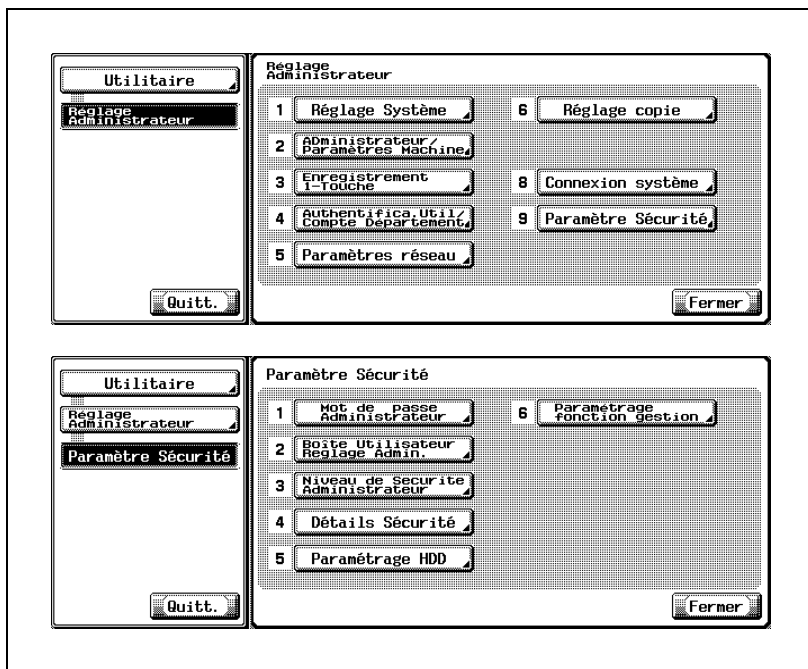 Utilitaire
Réglage
Administrateur
Quitt.
Réglage
Administrateur
1 Réglage Système
6 Réglage copie
2 ADministrateur/
Paramètres Machine
3 Enregistrement
1-Touche
8 Connexion système
4 Authentifica.Util/
Compte Département
9 Paramètre Sécurité
5 Paramètres réseau
Fermer
Utilitaire
Réglage
Administrateur
Paramètre Sécurité
Quitt.
Paramètre Sécurité
1 Mot de passe
Administrateur
6 Paramétrage
fonction gestion
2 Boîte Utilisateur
Réglage Admin.
3 Niveau de Sécurité
Administrateur
4 Détails Sécurité
5 Paramétrage HDD
Fermer